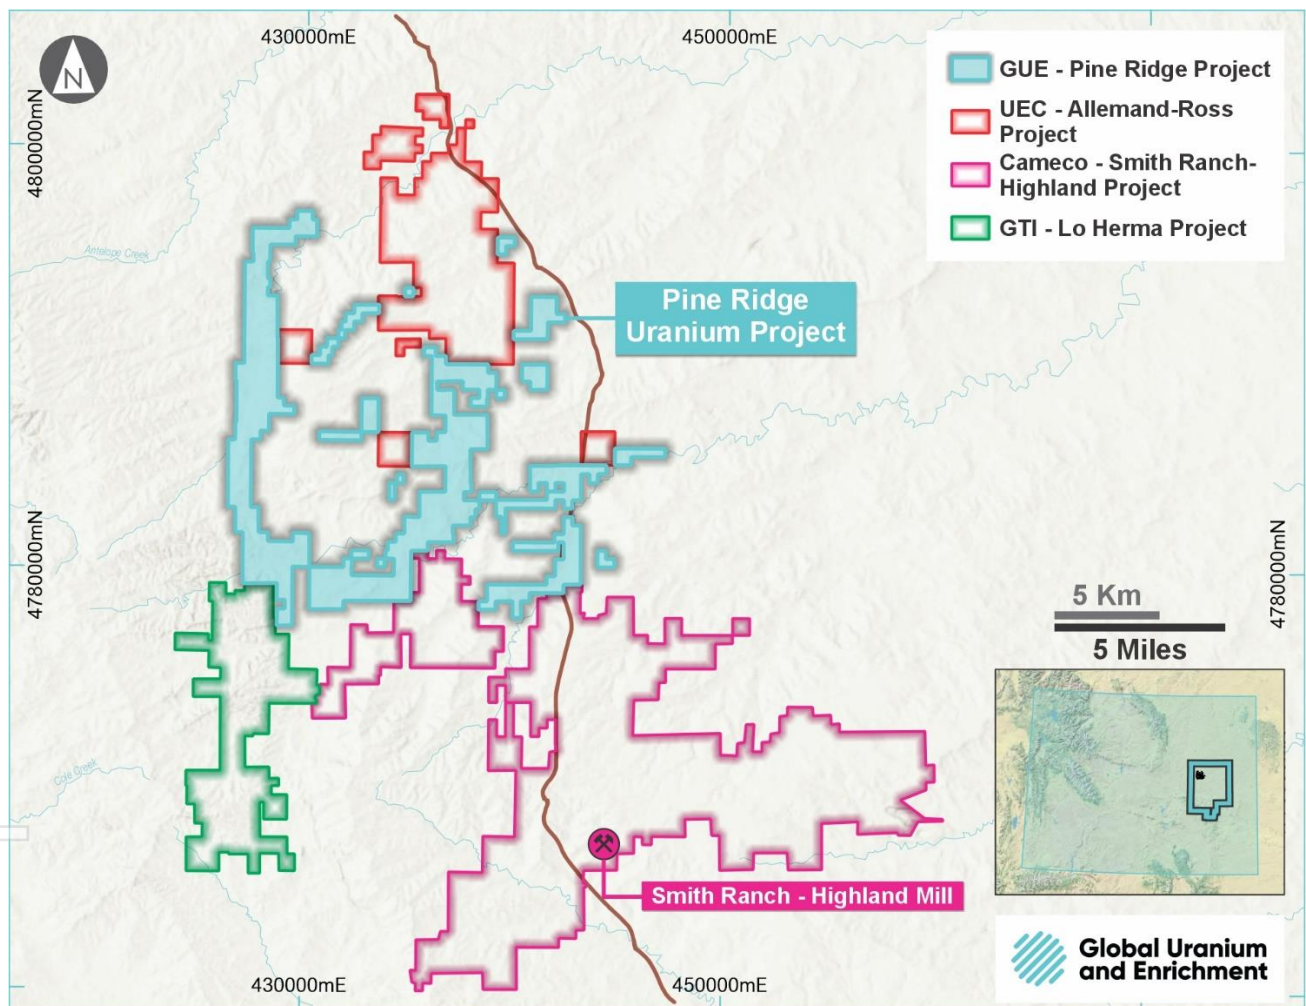 430000mE
450000mE
N
4800000mN
GUE - Pine Ridge Project
UEC - Allemand-Ross
Project
Cameco - Smith Ranch-
Highland Project
GTI - Lo Herma Project
Antelope Creek
Pine Ridge
Uranium Project
4780000mN
4780000mN
5 Km
5 Miles
Cole Creek
Smith Ranch - Highland Mill
430000mE
450000mE
Global Uranium
and Enrichment